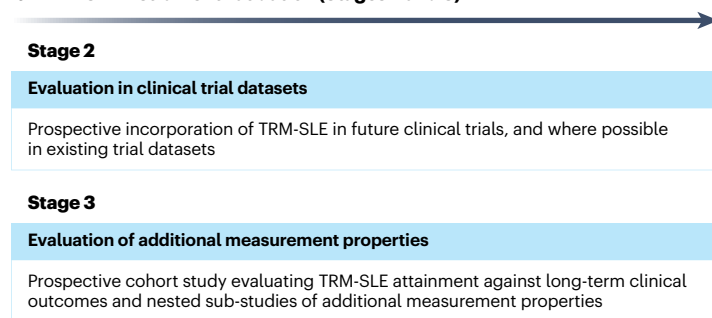 Stage 2
Evaluation in clinical trial datasets
Prospective incorporation of TRM-SLE in future clinical trials, and where possible
in existing trial datasets
Stage 3
Evaluation of additional measurement properties
Prospective cohort study evaluating TRM-SLE attainment against long-term clinical
outcomes and nested sub-studies of additional measurement properties